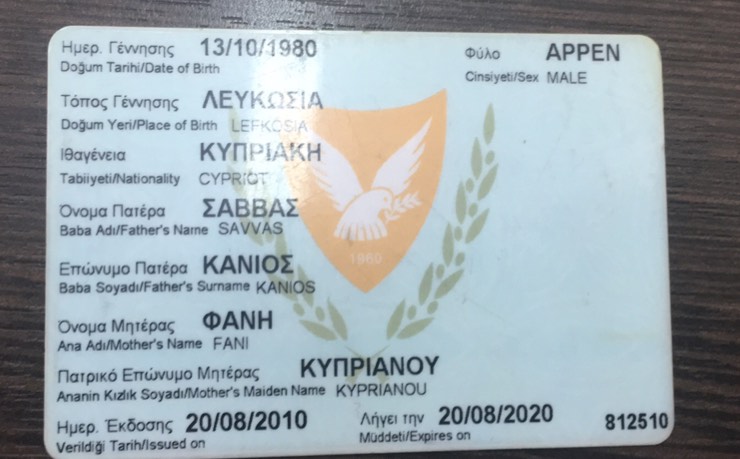 Ημερ. Γέννησης 13/10/1980 Φύλο ΑΡΡΕΝ
Doğum Tarihi/Date of Birth Cinsiyeti/Sex MALE
Τόπος Γέννησης ΛΕΥΚΩΣΙΑ
Doğum Yeri/Place of Birth LEFKOSIA
Ιθαγένεια ΚΥΠΡΙΑΚΗ
Tabiiyeti/Nationality CYPRIOT
Όνομα Πατέρα ΣΑΒΒΑΣ
Baba Adı/Father's Name SAVVAS
1960
Επώνυμο Πατέρα ΚΑΝΙΟΣ
Baba Soyadı/Father's Surname KANIOS
Όνομα Μητέρας ΦΑΝΗ
Ana Adı/Mother's Name FANI
Πατρικό Επώνυμο Μητέρας ΚΥΠΡΙΑΝΟΥ
Ananin Kızlık Soyadı/Mother's Maiden Name KYPRIANOU
Ημερ. Έκδοσης 20/08/2010 Λήγει την 20/08/2020 812510
Verildiği Tarih/Issued on Müddeti/Expires on